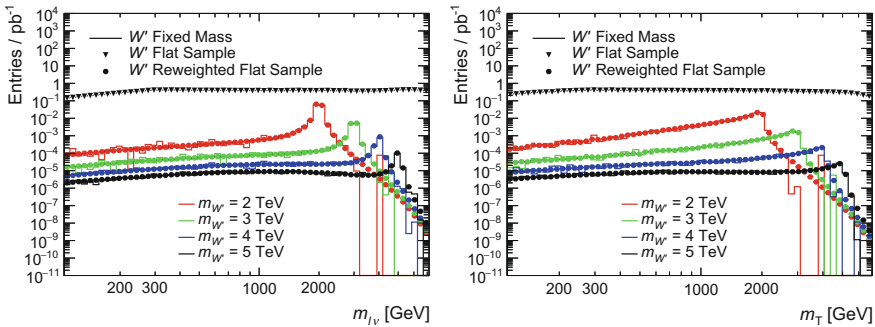 Entries / pb⁻¹
10⁴
10³
10²
10
1
10⁻¹
10⁻²
10⁻³
10⁻⁴
10⁻⁵
10⁻⁶
10⁻⁷
10⁻⁸
10⁻⁹
10⁻¹⁰
10⁻¹¹
W' Fixed Mass
W' Flat Sample
W' Reweighted Flat Sample
m_W' = 2 TeV
m_W' = 3 TeV
m_W' = 4 TeV
m_W' = 5 TeV
200 300 1000 2000
m_lν [GeV]
Entries / pb⁻¹
10⁴
10³
10²
10
1
10⁻¹
10⁻²
10⁻³
10⁻⁴
10⁻⁵
10⁻⁶
10⁻⁷
10⁻⁸
10⁻⁹
10⁻¹⁰
10⁻¹¹
W' Fixed Mass
W' Flat Sample
W' Reweighted Flat Sample
m_W' = 2 TeV
m_W' = 3 TeV
m_W' = 4 TeV
m_W' = 5 TeV
200 300 1000 2000
m_T [GeV]